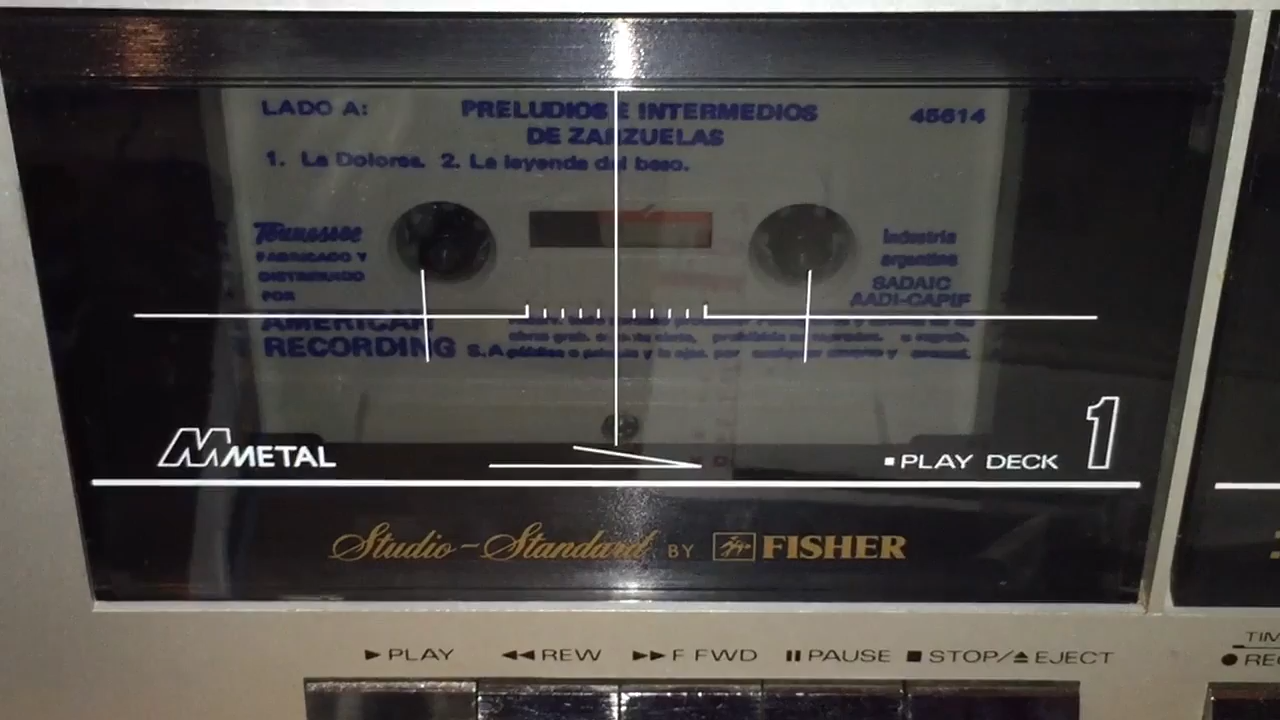 LADO A: PRELUDIOS E INTERMEDIOS 45614
DE ZARZUELAS
1. La Dolores. 2. La leyenda del beso.
Tennessee
FABRICADO Y
DISTRIBUIDO
POR
AMERICAN
RECORDING S.A.
Industria
argentina
SADAIC
AADI-CAPIF
METAL
PLAY DECK 1
Studio-Standard BY FISHER
PLAY REW F FWD PAUSE STOP/EJECT